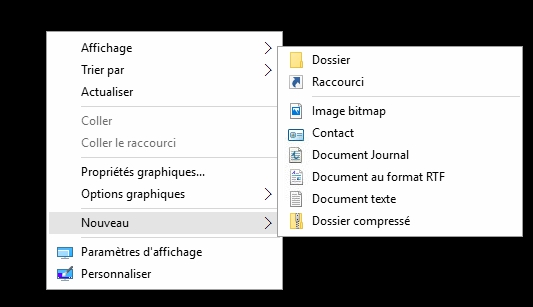 Affichage
Trier par
Actualiser
Coller
Coller le raccourci
Propriétés graphiques...
Options graphiques
Nouveau
Paramètres d'affichage
Personnaliser
Dossier
Raccourci
Image bitmap
Contact
Document Journal
Document au format RTF
Document texte
Dossier compressé